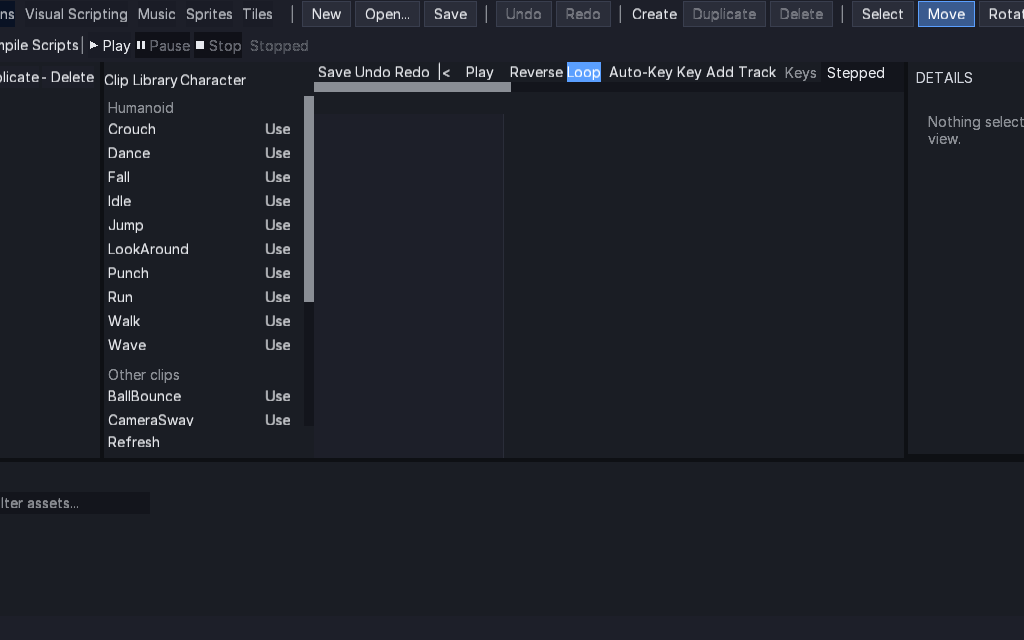 ns Visual Scripting Music Sprites Tiles | New Open... Save | Undo Redo | Create Duplicate Delete | Select Move Rotat
mpile Scripts Play Pause Stop Stopped
plicate - Delete
Clip Library Character
Humanoid
Crouch Use
Dance Use
Fall Use
Idle Use
Jump Use
LookAround Use
Punch Use
Run Use
Walk Use
Wave Use
Other clips
BallBounce Use
CameraSway Use
Refresh
Save Undo Redo |< Play Reverse Loop Auto-Key Key Add Track Keys Stepped
DETAILS
Nothing select
view.
lter assets...